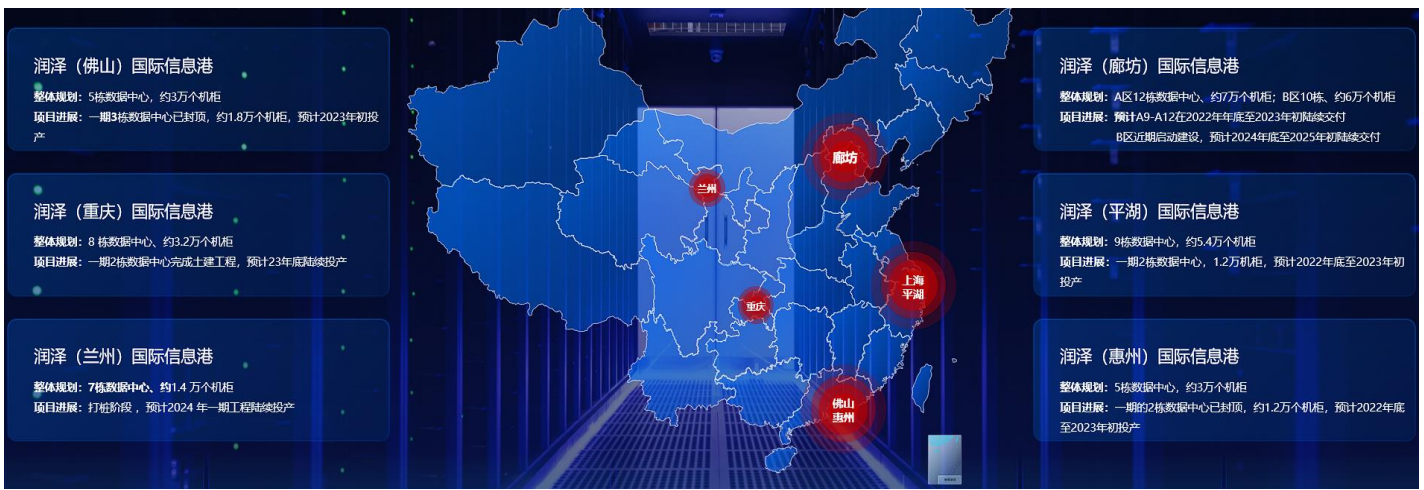 润泽（佛山）国际信息港
整体规划：5栋数据中心，约3万个机柜
项目进展：一期3栋数据中心已封顶，约1.8万个机柜，预计2023年初投
产
润泽（重庆）国际信息港
整体规划：8 栋数据中心、约3.2万个机柜
项目进展：一期2栋数据中心完成土建工程，预计23年底陆续投产
润泽（兰州）国际信息港
整体规划：7栋数据中心、约1.4 万个机柜
项目进展：打桩阶段 ，预计2024 年一期工程陆续投产
廊坊
兰州
上海
平湖
重庆
佛山
惠州
润泽（廊坊）国际信息港
整体规划：A区12栋数据中心、约7万个机柜；B区10栋、约6万个机柜
项目进展：预计A9-A12在2022年年底至2023年初陆续交付
B区近期启动建设，预计2024年底至2025年初陆续交付
润泽（平湖）国际信息港
整体规划：9栋数据中心，约5.4万个机柜
项目进展：一期2栋数据中心，1.2万机柜，预计2022年底至2023年初
投产
润泽（惠州）国际信息港
整体规划：5栋数据中心，约3万个机柜
项目进展：一期的2栋数据中心已封顶，约1.2万个机柜，预计2022年底
至2023年初投产